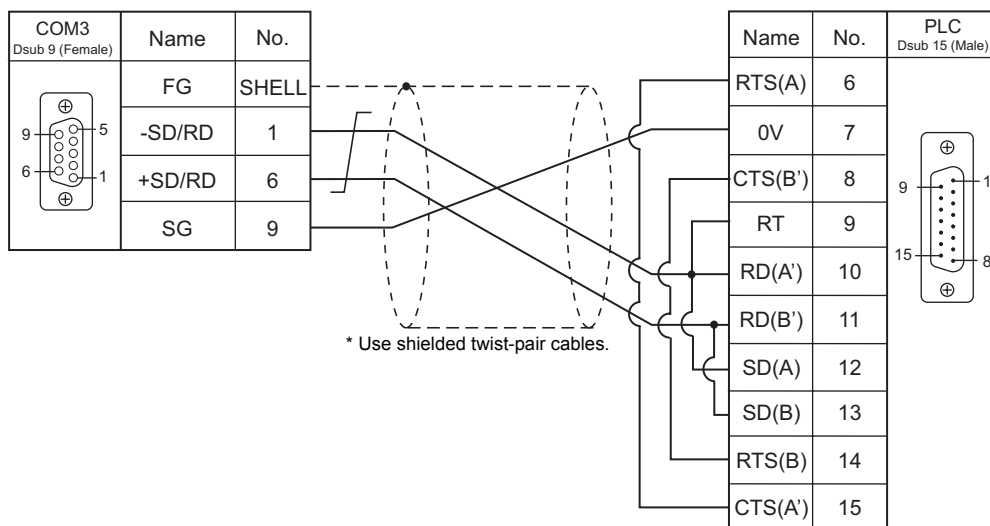 COM3
Dsub 9 (Female)
Name No.
FG SHELL
-SD/RD 1
+SD/RD 6
SG 9
9 5
6 1
* Use shielded twist-pair cables.
Name No.
PLC
Dsub 15 (Male)
RTS(A) 6
0V 7
CTS(B') 8
RT 9
RD(A') 10
RD(B') 11
SD(A) 12
SD(B) 13
RTS(B) 14
CTS(A') 15
9 1
15 8